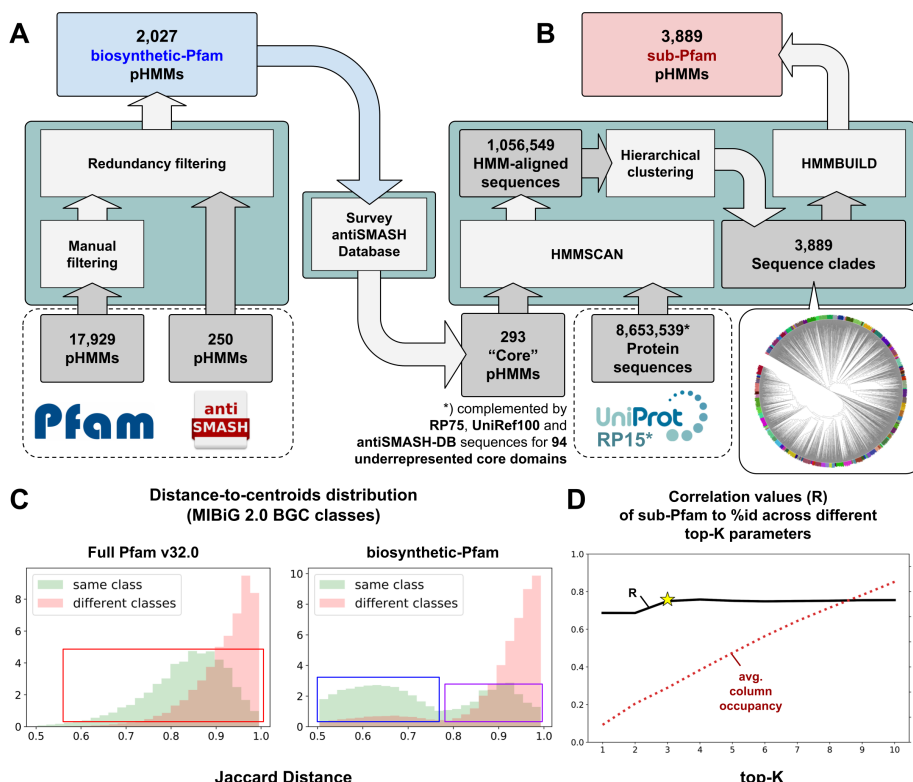 A
2,027
biosynthetic-Pfam
pHMMs
Redundancy filtering
Manual
filtering
17,929
pHMMs
250
pHMMs
Pfam
anti
SMASH
Survey
antiSMASH
Database
B
3,889
sub-Pfam
pHMMs
1,056,549
HMM-aligned
sequences
Hierarchical
clustering
HMMBUILD
HMMSCAN
3,889
Sequence clades
293
“Core”
pHMMs
8,653,539*
Protein
sequences
UniProt
RP15*
*) complemented by
RP75, UniRef100 and
antiSMASH-DB sequences for 94
underrepresented core domains
C
Distance-to-centroids distribution
(MIBiG 2.0 BGC classes)
Full Pfam v32.0
same class
different classes
8
6
4
2
0
0.5 0.6 0.7 0.8 0.9 1.0
biosynthetic-Pfam
same class
different classes
10
8
6
4
2
0
0.5 0.6 0.7 0.8 0.9 1.0
Jaccard Distance
D
Correlation values (R)
of sub-Pfam to %id across different
top-K parameters
1.0
0.8
0.6
0.4
0.2
0.0
R
avg.
column
occupancy
1 2 3 4 5 6 7 8 9 10
top-K